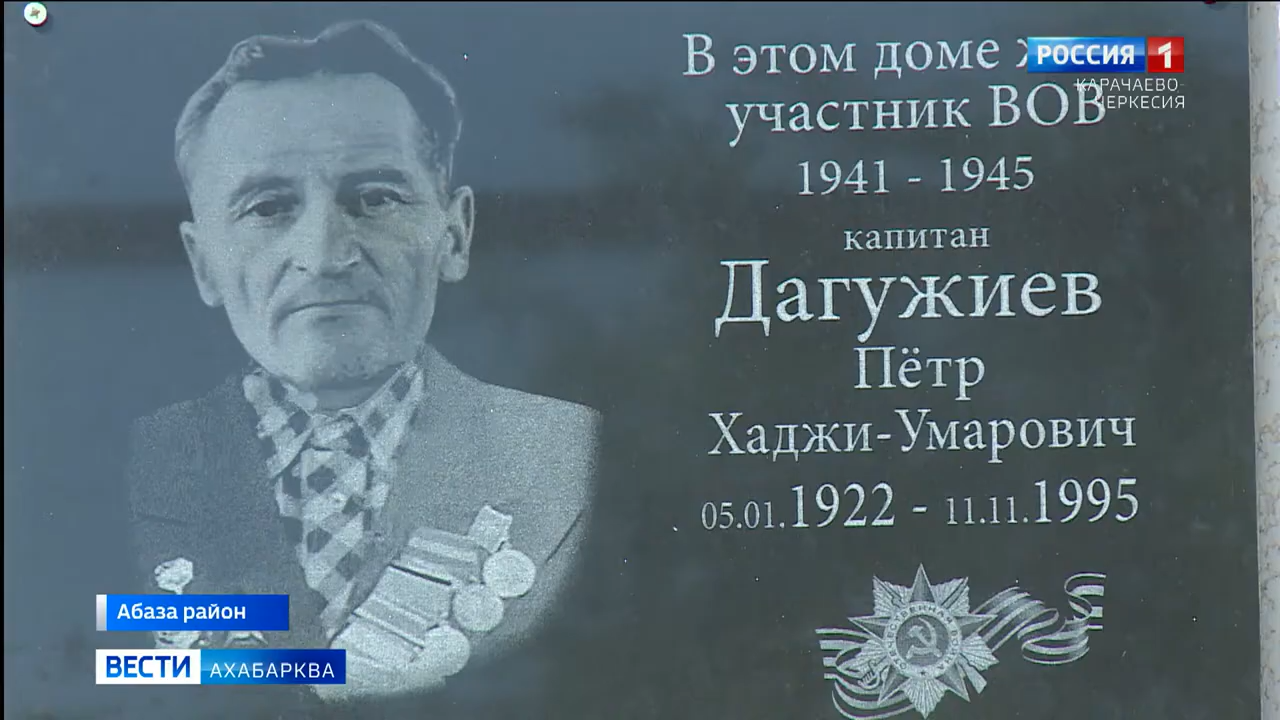 В этом доме
участник ВОВ
1941 - 1945
капитан
Дагужиев
Пётр
Хаджи-Умарович
05.01.1922 - 11.11.1995
РОССИЯ 1
КАРАЧАЕВО
ЧЕРКЕСИЯ
Абаза район
ВЕСТИ АХАБАРКВА